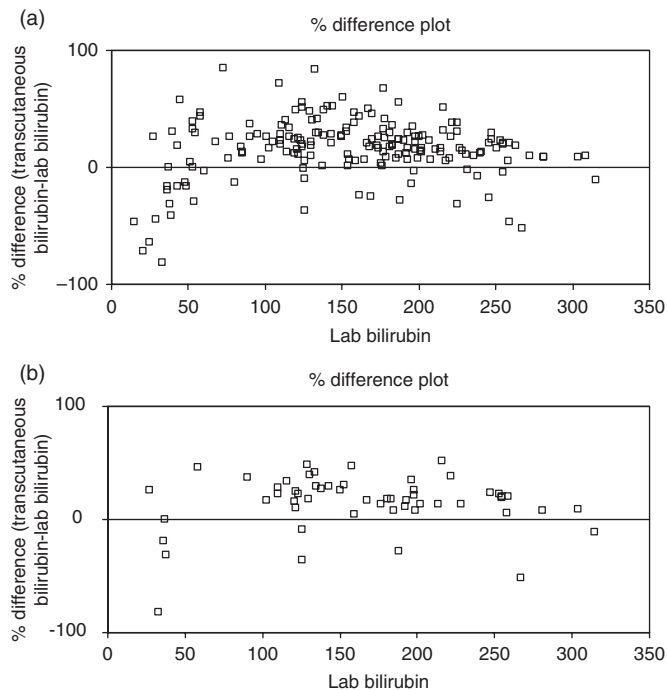 (a)
% difference plot
% difference (transcutaneous
bilirubin-lab bilirubin)
100
0
−100
0 50 100 150 200 250 300 350
Lab bilirubin
(b)
% difference plot
% difference (transcutaneous
bilirubin-lab bilirubin)
100
0
-100
0 50 100 150 200 250 300 350
Lab bilirubin